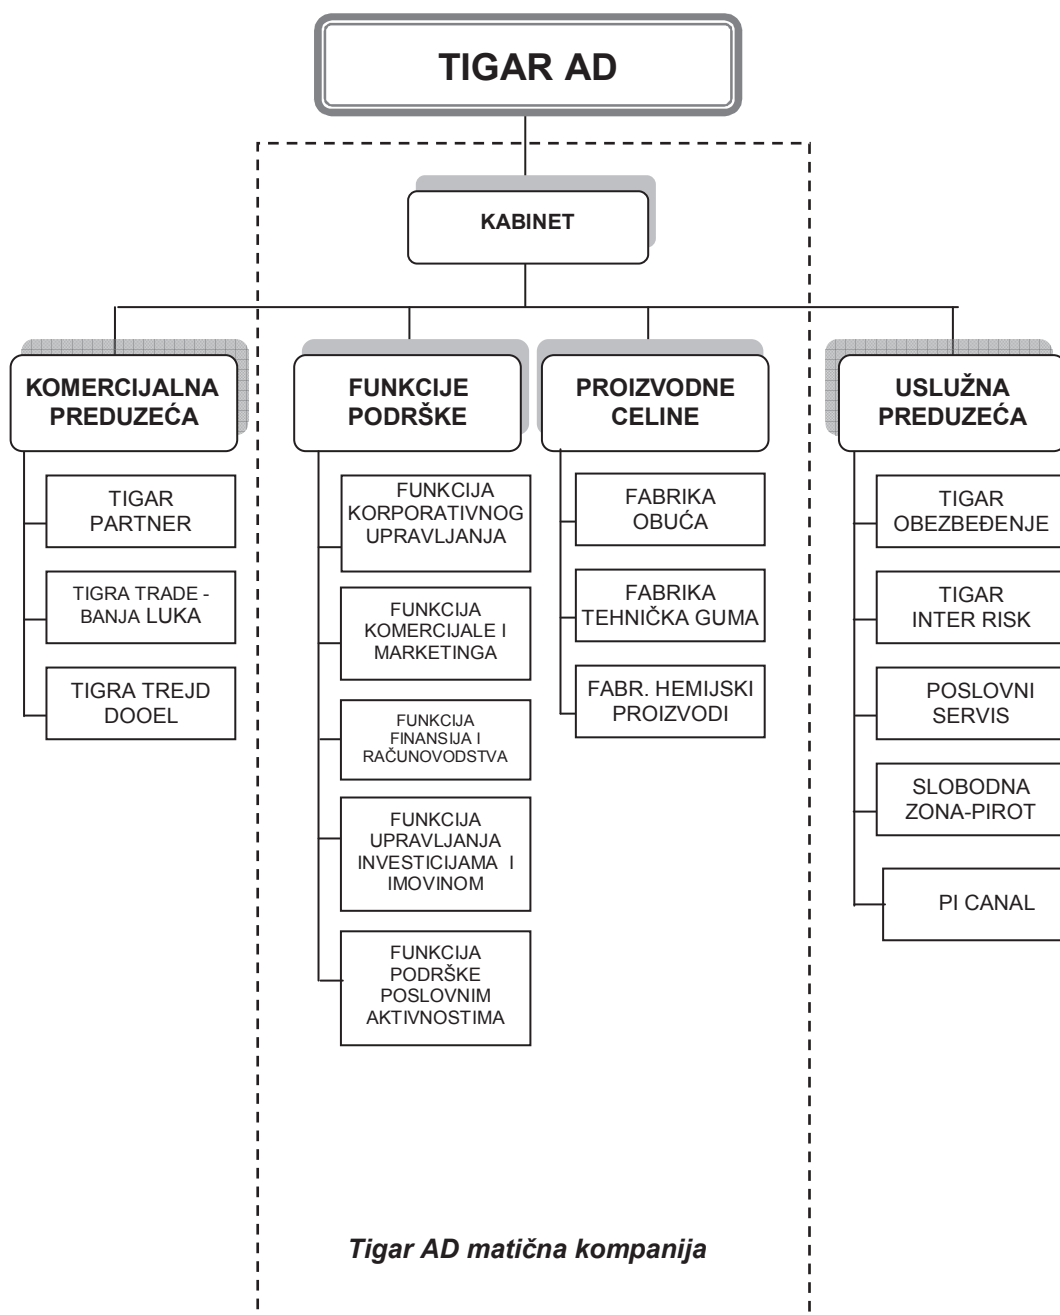 TIGAR AD
KABINET
KOMERCIJALNA
PREDUZEĆA
TIGAR
PARTNER
TIGRA TRADE -
BANJA LUKA
TIGRA TREJD
DOOEL
FUNKCIJE
PODRŠKE
FUNKCIJA
KORPORATIVNOG
UPRAVLJANJA
FUNKCIJA
KOMERCIJALE I
MARKETINGA
FUNKCIJA
FINANSIJA I
RAČUNOVODSTVA
FUNKCIJA
UPRAVLJANJA
INVESTICIJAMA I
IMOVINOM
FUNKCIJA
PODRŠKE
POSLOVNIM
AKTIVNOSTIMA
PROIZVODNE
CELINE
FABRIKA
OBUĆA
FABRIKA
TEHNIČKA GUMA
FABR. HEMIJSKI
PROIZVODI
USLUŽNA
PREDUZEĆA
TIGAR
OBEZBEĐENJE
TIGAR
INTER RISK
POSLOVNI
SERVIS
SLOBODNA
ZONA-PIROT
PI CANAL
Tigar AD matična kompanija